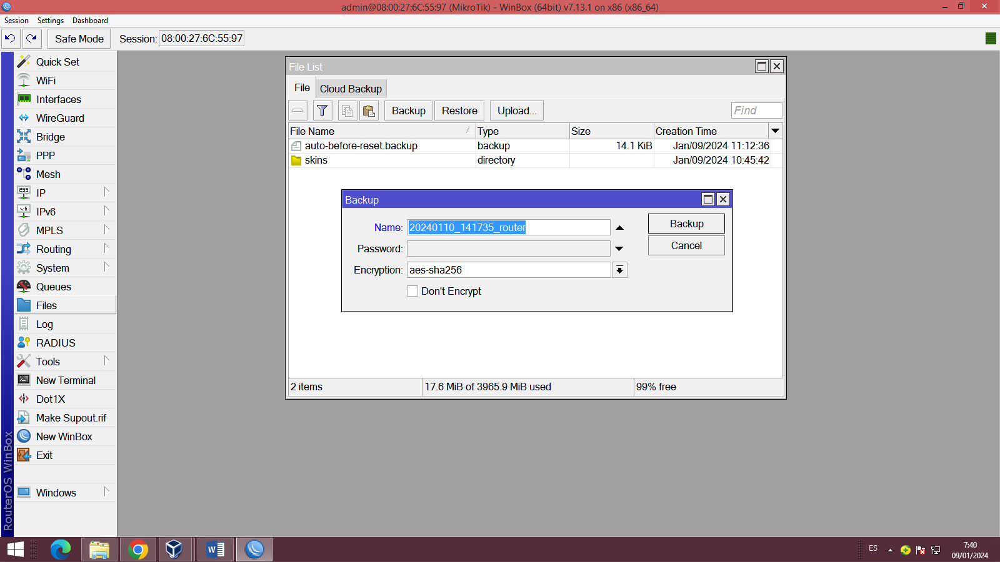 admin@08:00:27:6C:55:97 (MikroTik) - WinBox (64bit) v7.13.1 on x86 (x86_64)
Session Settings Dashboard
Safe Mode Session: 08:00:27:6C:55:97
Quick Set
WiFi
Interfaces
WireGuard
Bridge
PPP
Mesh
IP
IPv6
MPLS
Routing
System
Queues
Files
Log
RADIUS
Tools
New Terminal
Dot1X
Make Supout.rif
New WinBox
Exit
Windows
RouterOS WinBox
File List
File Cloud Backup
Backup Restore Upload... Find
File Name Type Size Creation Time
auto-before-reset.backup backup 14.1 KiB Jan/09/2024 11:12:36
skins directory Jan/09/2024 10:45:42
Backup
Name: 20240110_141735_router Backup
Password: Cancel
Encryption: aes-sha256
Don't Encrypt
2 items 17.6 MiB of 3965.9 MiB used 99% free
ES 7:40
09/01/2024